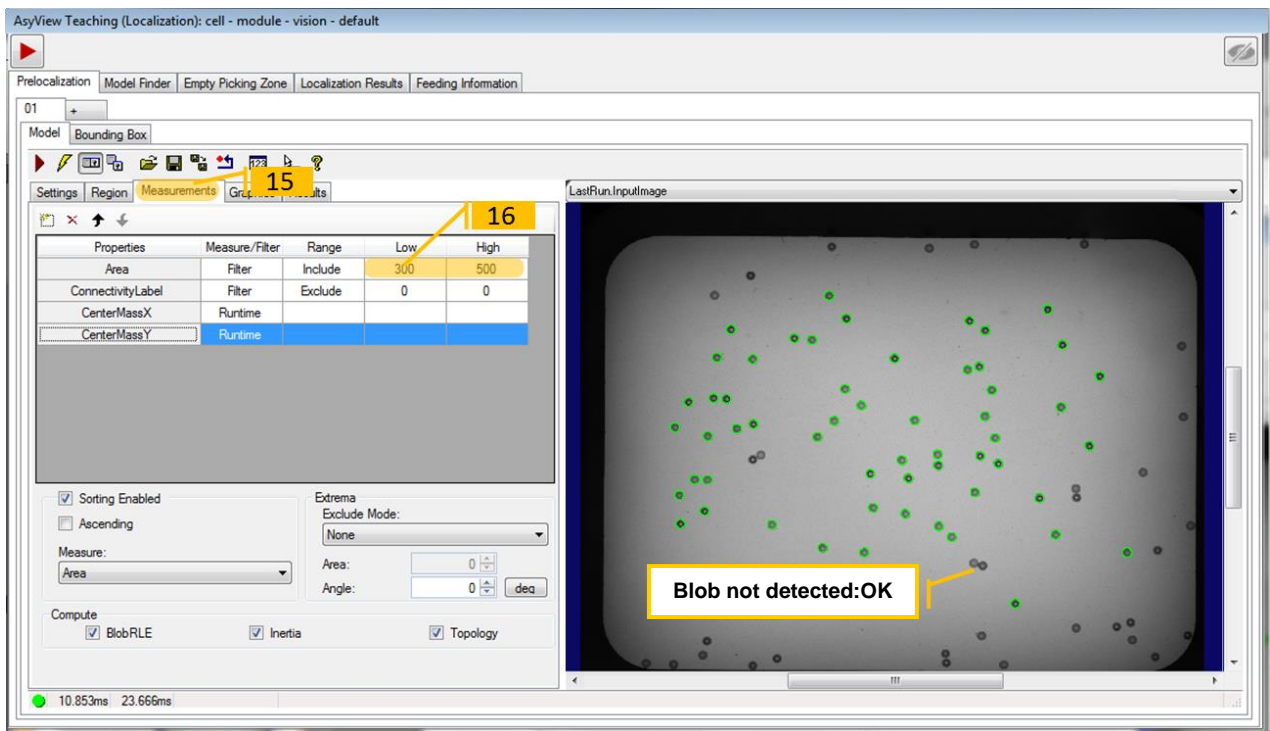 AsyView Teaching (Localization): cell - module - vision - default
Prelocalization Model Finder Empty Picking Zone Localization Results Feeding Information
01 +
Model Bounding Box
123 ?
15
Settings Region Measurements
LastRun.InputImage
16
Properties Measure/Filter Range Low High
Area Filter Include 300 500
ConnectivityLabel Filter Exclude 0 0
CenterMassX Runtime
CenterMassY Runtime
Sorting Enabled
Ascending
Measure:
Area
Extrema
Exclude Mode:
None
Area: 0
Angle: 0 deg
Compute
BlobRLE Inertia Topology
Blob not detected:OK
10.853ms 23.666ms